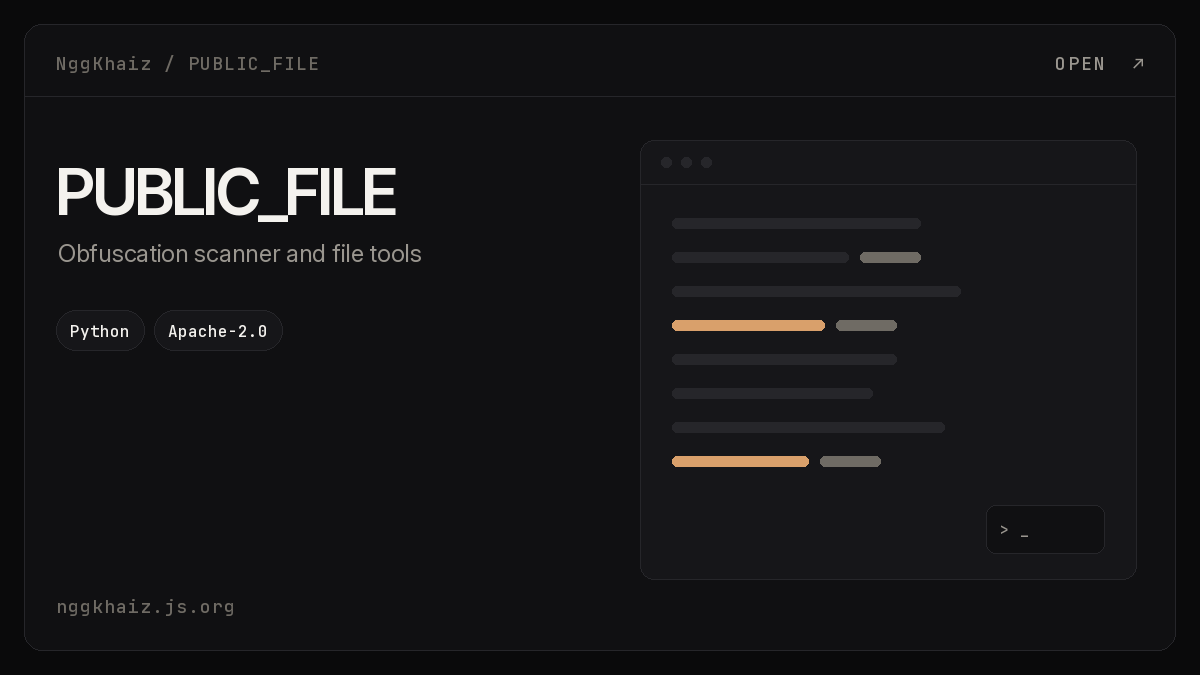 NggKhaiz / PUBLIC_FILE
OPEN ↗
PUBLIC_FILE
Obfuscation scanner and file tools
Python
Apache-2.0
> _
nggkhaiz.js.org